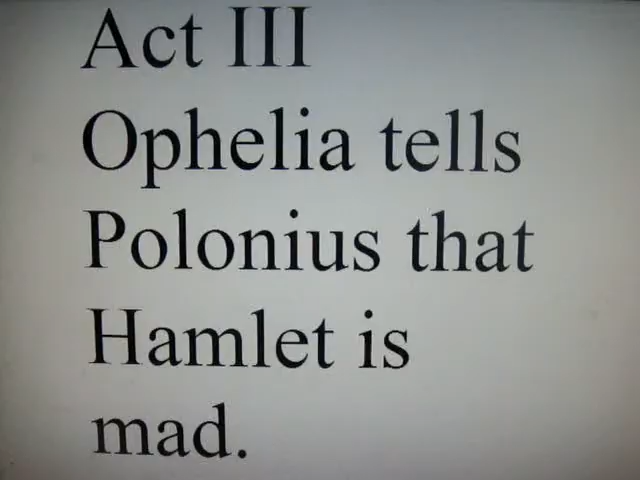 Act III
Ophelia tells
Polonius that
Hamlet is
mad.